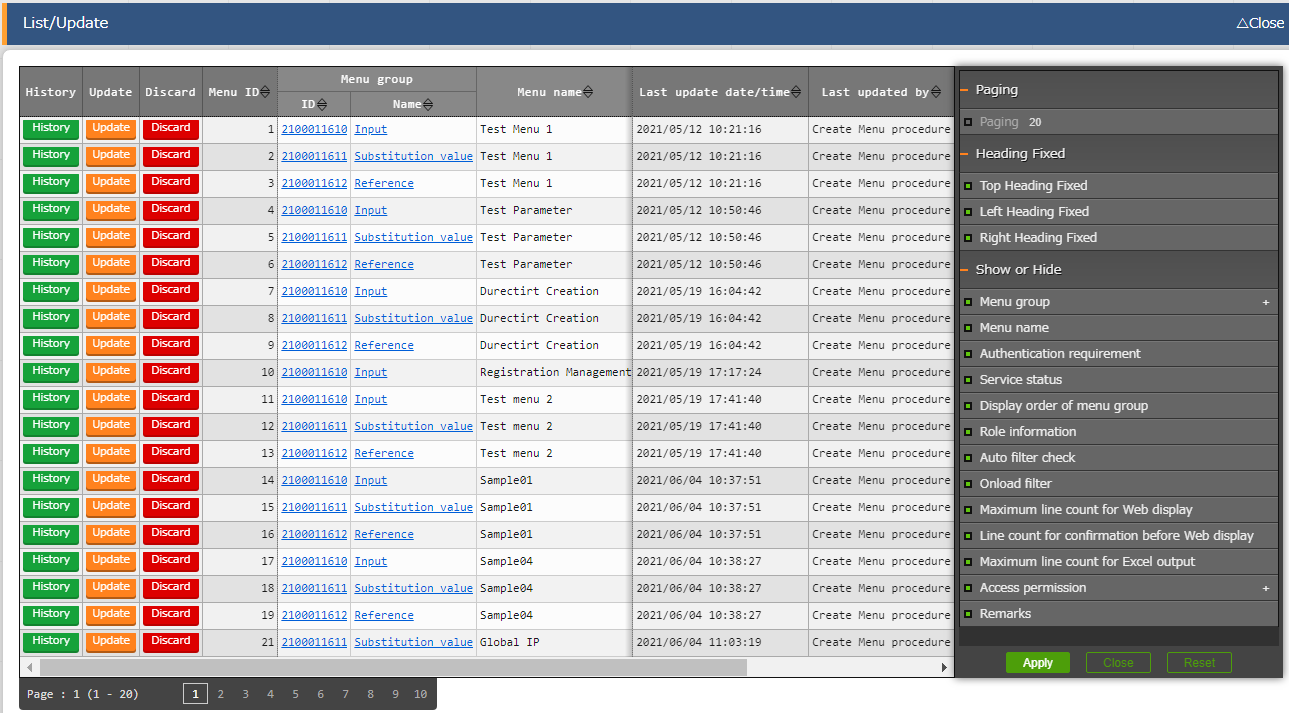 List/Update
△Close
History Update Discard Menu ID Menu group Menu name Last update date/time Last updated by
ID Name
History Update Discard 1 2100011610 Input Test Menu 1 2021/05/12 10:21:16 Create Menu procedure
History Update Discard 2 2100011611 Substitution value Test Menu 1 2021/05/12 10:21:16 Create Menu procedure
History Update Discard 3 2100011612 Reference Test Menu 1 2021/05/12 10:21:16 Create Menu procedure
History Update Discard 4 2100011610 Input Test Parameter 2021/05/12 10:50:46 Create Menu procedure
History Update Discard 5 2100011611 Substitution value Test Parameter 2021/05/12 10:50:46 Create Menu procedure
History Update Discard 6 2100011612 Reference Test Parameter 2021/05/12 10:50:46 Create Menu procedure
History Update Discard 7 2100011610 Input Durectirt Creation 2021/05/19 16:04:42 Create Menu procedure
History Update Discard 8 2100011611 Substitution value Durectirt Creation 2021/05/19 16:04:42 Create Menu procedure
History Update Discard 9 2100011612 Reference Durectirt Creation 2021/05/19 16:04:42 Create Menu procedure
History Update Discard 10 2100011610 Input Registration Management 2021/05/19 17:17:24 Create Menu procedure
History Update Discard 11 2100011610 Input Test menu 2 2021/05/19 17:41:40 Create Menu procedure
History Update Discard 12 2100011611 Substitution value Test menu 2 2021/05/19 17:41:40 Create Menu procedure
History Update Discard 13 2100011612 Reference Test menu 2 2021/05/19 17:41:40 Create Menu procedure
History Update Discard 14 2100011610 Input Sample01 2021/06/04 10:37:51 Create Menu procedure
History Update Discard 15 2100011611 Substitution value Sample01 2021/06/04 10:37:51 Create Menu procedure
History Update Discard 16 2100011612 Reference Sample01 2021/06/04 10:37:51 Create Menu procedure
History Update Discard 17 2100011610 Input Sample04 2021/06/04 10:38:27 Create Menu procedure
History Update Discard 18 2100011611 Substitution value Sample04 2021/06/04 10:38:27 Create Menu procedure
History Update Discard 19 2100011612 Reference Sample04 2021/06/04 10:38:27 Create Menu procedure
History Update Discard 21 2100011611 Substitution value Global IP 2021/06/04 11:03:19 Create Menu procedure
Page : 1 (1 - 20) 1 2 3 4 5 6 7 8 9 10
Paging
Paging 20
Heading Fixed
Top Heading Fixed
Left Heading Fixed
Right Heading Fixed
Show or Hide
Menu group +
Menu name
Authentication requirement
Service status
Display order of menu group
Role information
Auto filter check
Onload filter
Maximum line count for Web display
Line count for confirmation before Web display
Maximum line count for Excel output
Access permission +
Remarks
Apply Close Reset